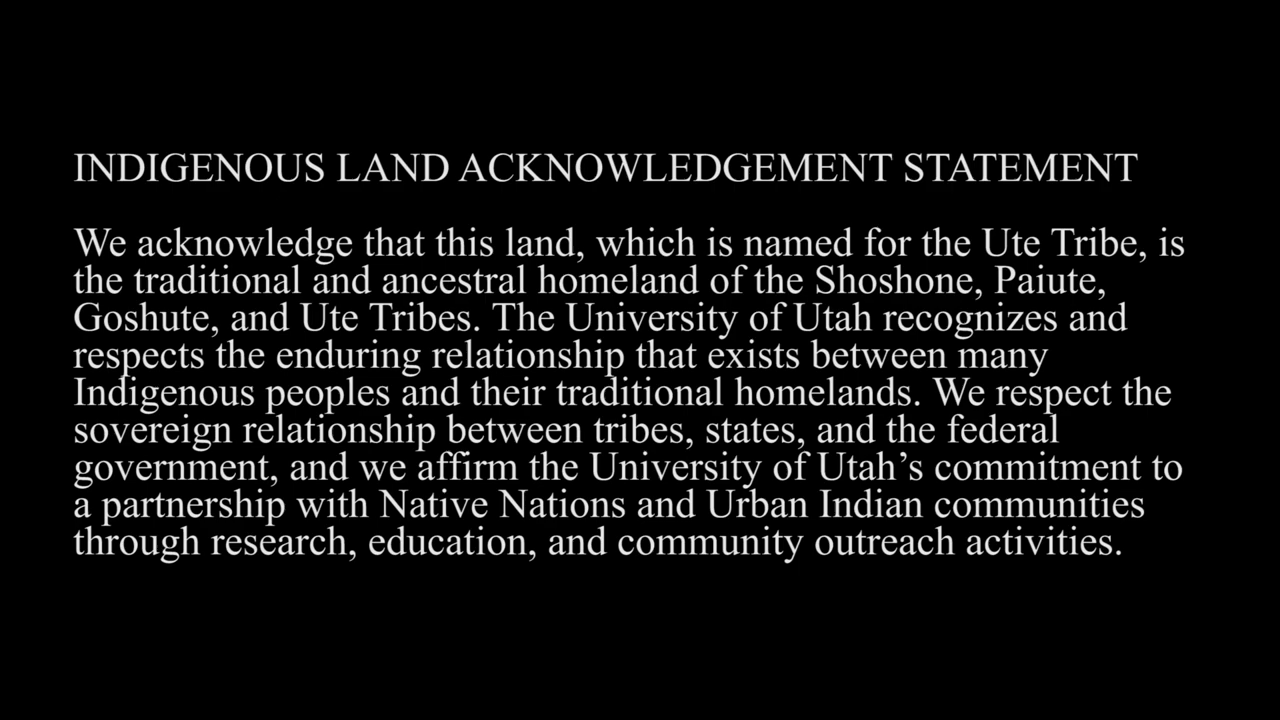 INDIGENOUS LAND ACKNOWLEDGEMENT STATEMENT
We acknowledge that this land, which is named for the Ute Tribe, is
the traditional and ancestral homeland of the Shoshone, Paiute,
Goshute, and Ute Tribes. The University of Utah recognizes and
respects the enduring relationship that exists between many
Indigenous peoples and their traditional homelands. We respect the
sovereign relationship between tribes, states, and the federal
government, and we affirm the University of Utah’s commitment to
a partnership with Native Nations and Urban Indian communities
through research, education, and community outreach activities.